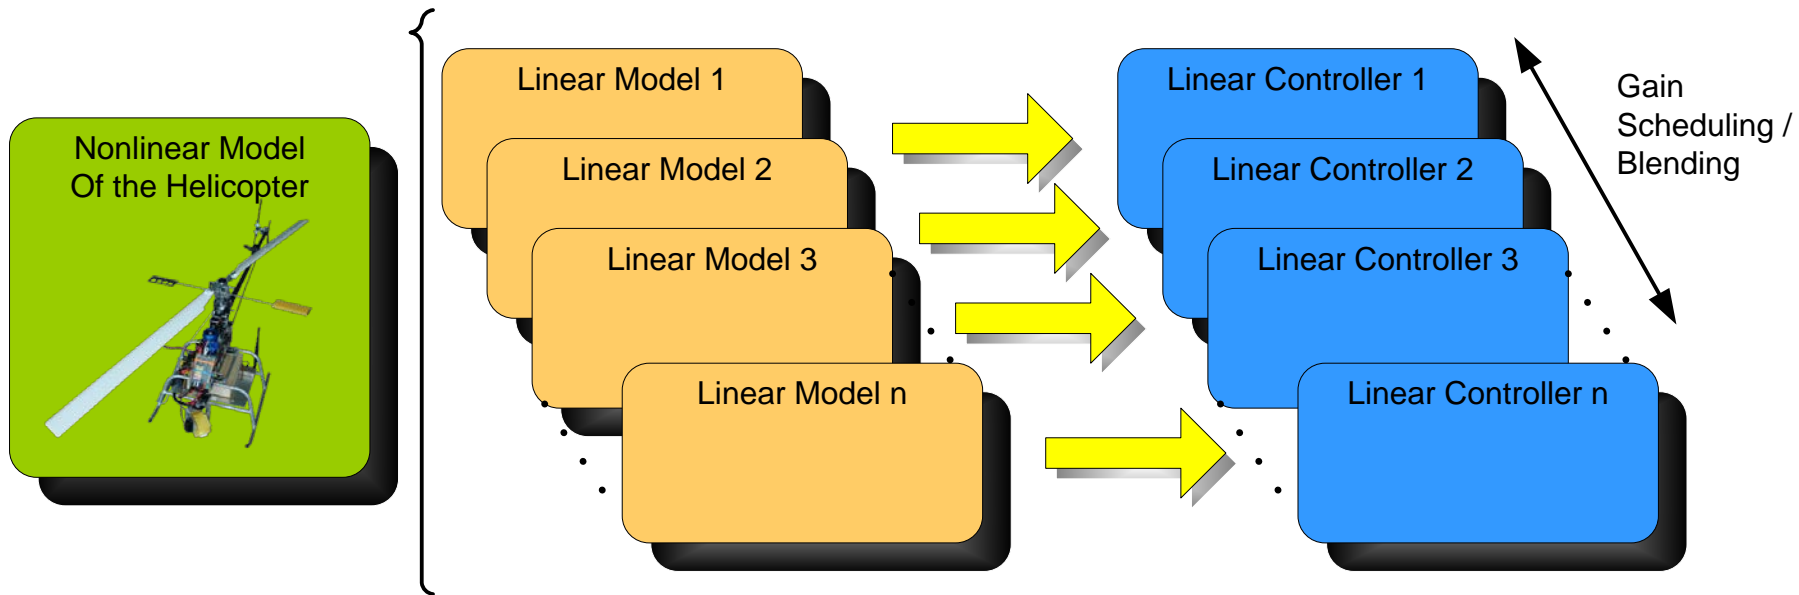 Nonlinear Model
Of the Helicopter
Linear Model 1
Linear Model 2
Linear Model 3
Linear Model n
Linear Controller 1
Linear Controller 2
Linear Controller 3
Linear Controller n
Gain
Scheduling /
Blending